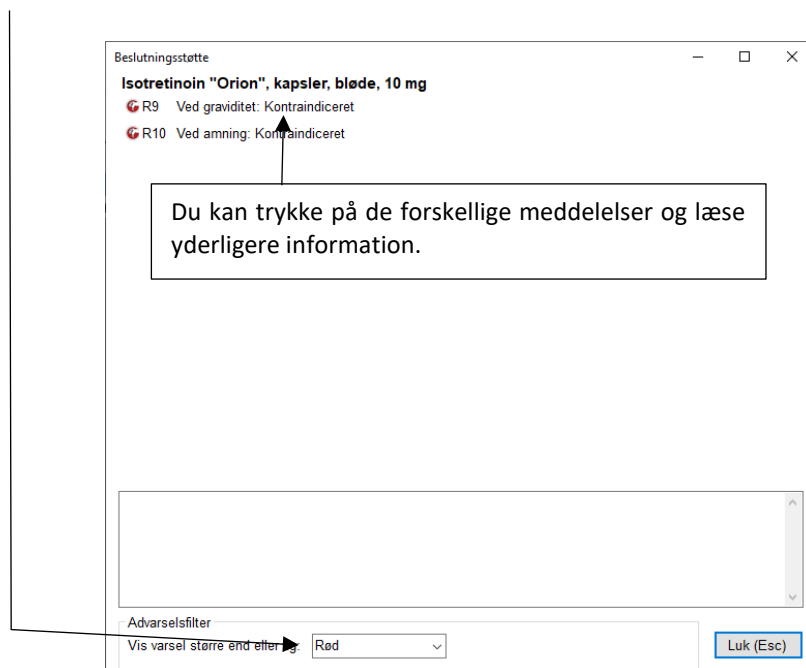 Beslutningsstøtte
Isotretinoin "Orion", kapsler, bløde, 10 mg
R9 Ved graviditet: Kontraindiceret
R10 Ved amning: Kontraindiceret
Du kan trykke på de forskellige meddelelser og læse
yderligere information.
Advarselsfilter
Vis varsel større end eller lig: Rød
Luk (Esc)